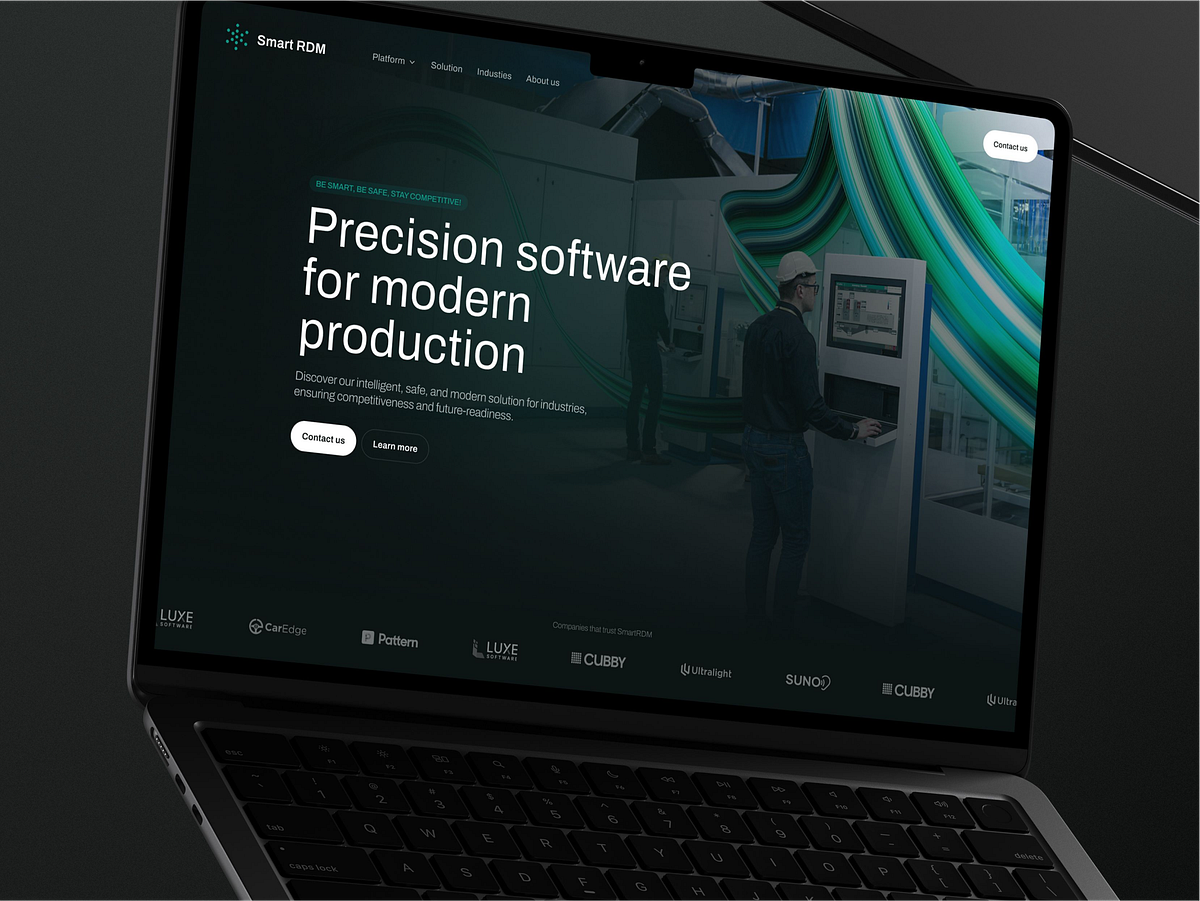 Smart RDM
Platform
Solution
Industies
About us
Contact us
BE SMART, BE SAFE, STAY COMPETITIVE!
Precision software
for modern
production
Discover our intelligent, safe, and modern solution for industries,
ensuring competitiveness and future-readiness.
Contact us
Learn more
Companies that trust SmartRDM
LUXE
SOFTWARE
CarEdge
Pattern
LUXE
SOFTWARE
CUBBY
Ultralight
SUNO
CUBBY
Ultra
esc
F1
F2
F3
F4
F5
F6
F7
F8
F9
F10
F11
F12
~ `
! 1
@ 2
# 3
$ 4
% 5
^ 6
& 7
* 8
( 9
) 0
_ -
+ =
delete
tab
Q
W
E
R
T
Y
U
I
O
P
{ [
} ]
| \
caps lock
A
S
D
F
G
H
J